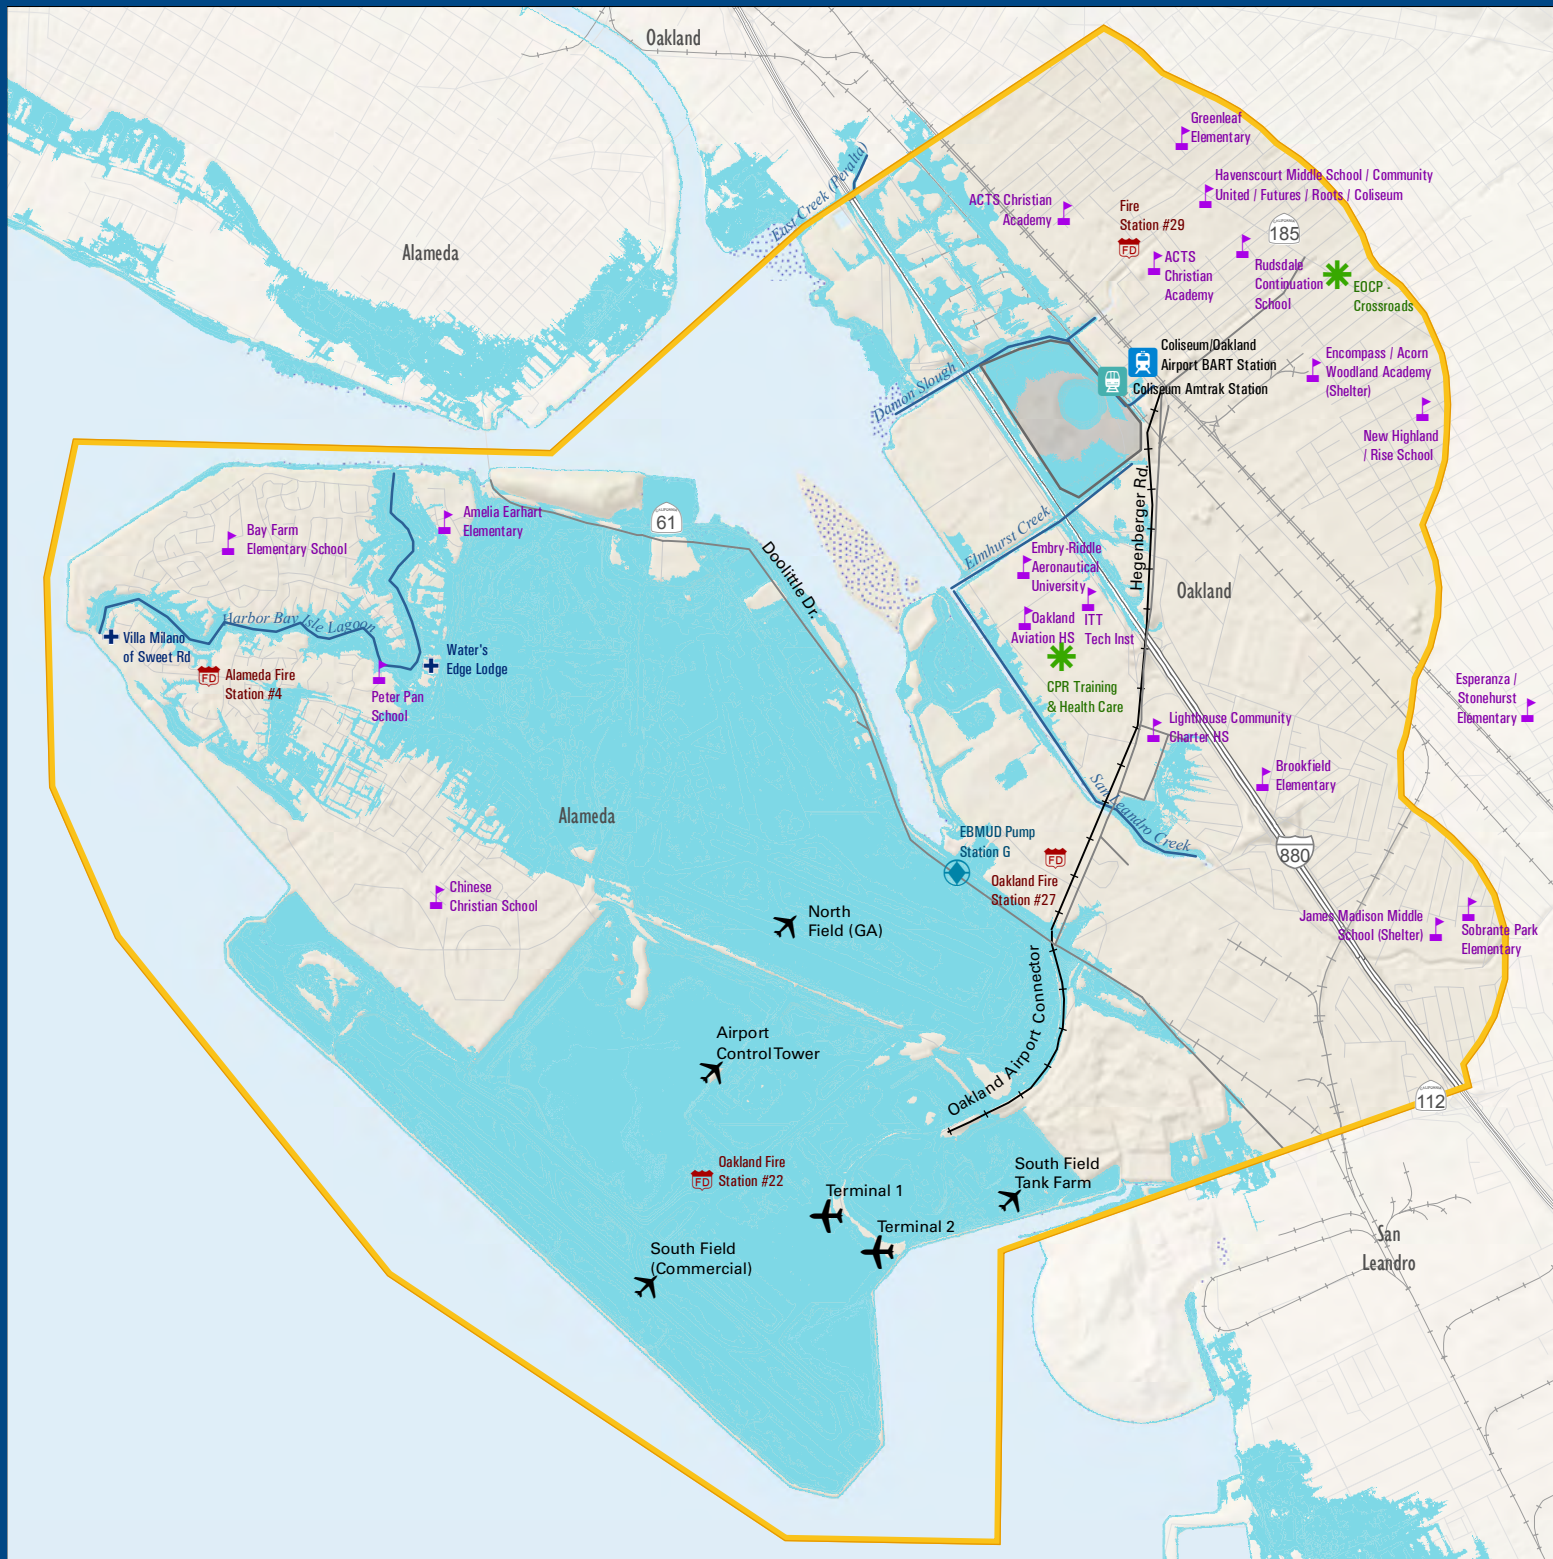 Oakland
Greenleaf
Elementary
East Creek (Peralta)
Havenscourt Middle School / Community
United / Futures / Roots / Coliseum
ACTS Christian
Academy
Fire
Station #29
FD
CALIFORNIA
185
Alameda
ACTS
Christian
Academy
Rudsdale
Continuation
School
EOCP -
Crossroads
Coliseum/Oakland
Airport BART Station
Coliseum Amtrak Station
Encompass / Acorn
Woodland Academy
(Shelter)
Damon Slough
New Highland
/ Rise School
Hegenberger Rd.
Amelia Earhart
Elementary
CALIFORNIA
61
Bay Farm
Elementary School
Doolittle Dr.
Elmhurst Creek
Embry-Riddle
Aeronautical
University
Oakland
Oakland
Aviation HS
ITT
Tech Inst
Harbor Bay Isle Lagoon
Villa Milano
of Sweet Rd
Water's
Edge Lodge
FD
Alameda Fire
Station #4
Peter Pan
School
CPR Training
& Health Care
Esperanza /
Stonehurst
Elementary
Lighthouse Community
Charter HS
Brookfield
Elementary
San Leandro Creek
Alameda
EBMUD Pump
Station G
FD
880
Oakland Fire
Station #27
Chinese
Christian School
North
Field (GA)
James Madison Middle
School (Shelter)
Sobrante Park
Elementary
Oakland Airport Connector
Airport
Control Tower
CALIFORNIA
112
FD
Oakland Fire
Station #22
South Field
Tank Farm
Terminal 1
Terminal 2
South Field
(Commercial)
San
Leandro